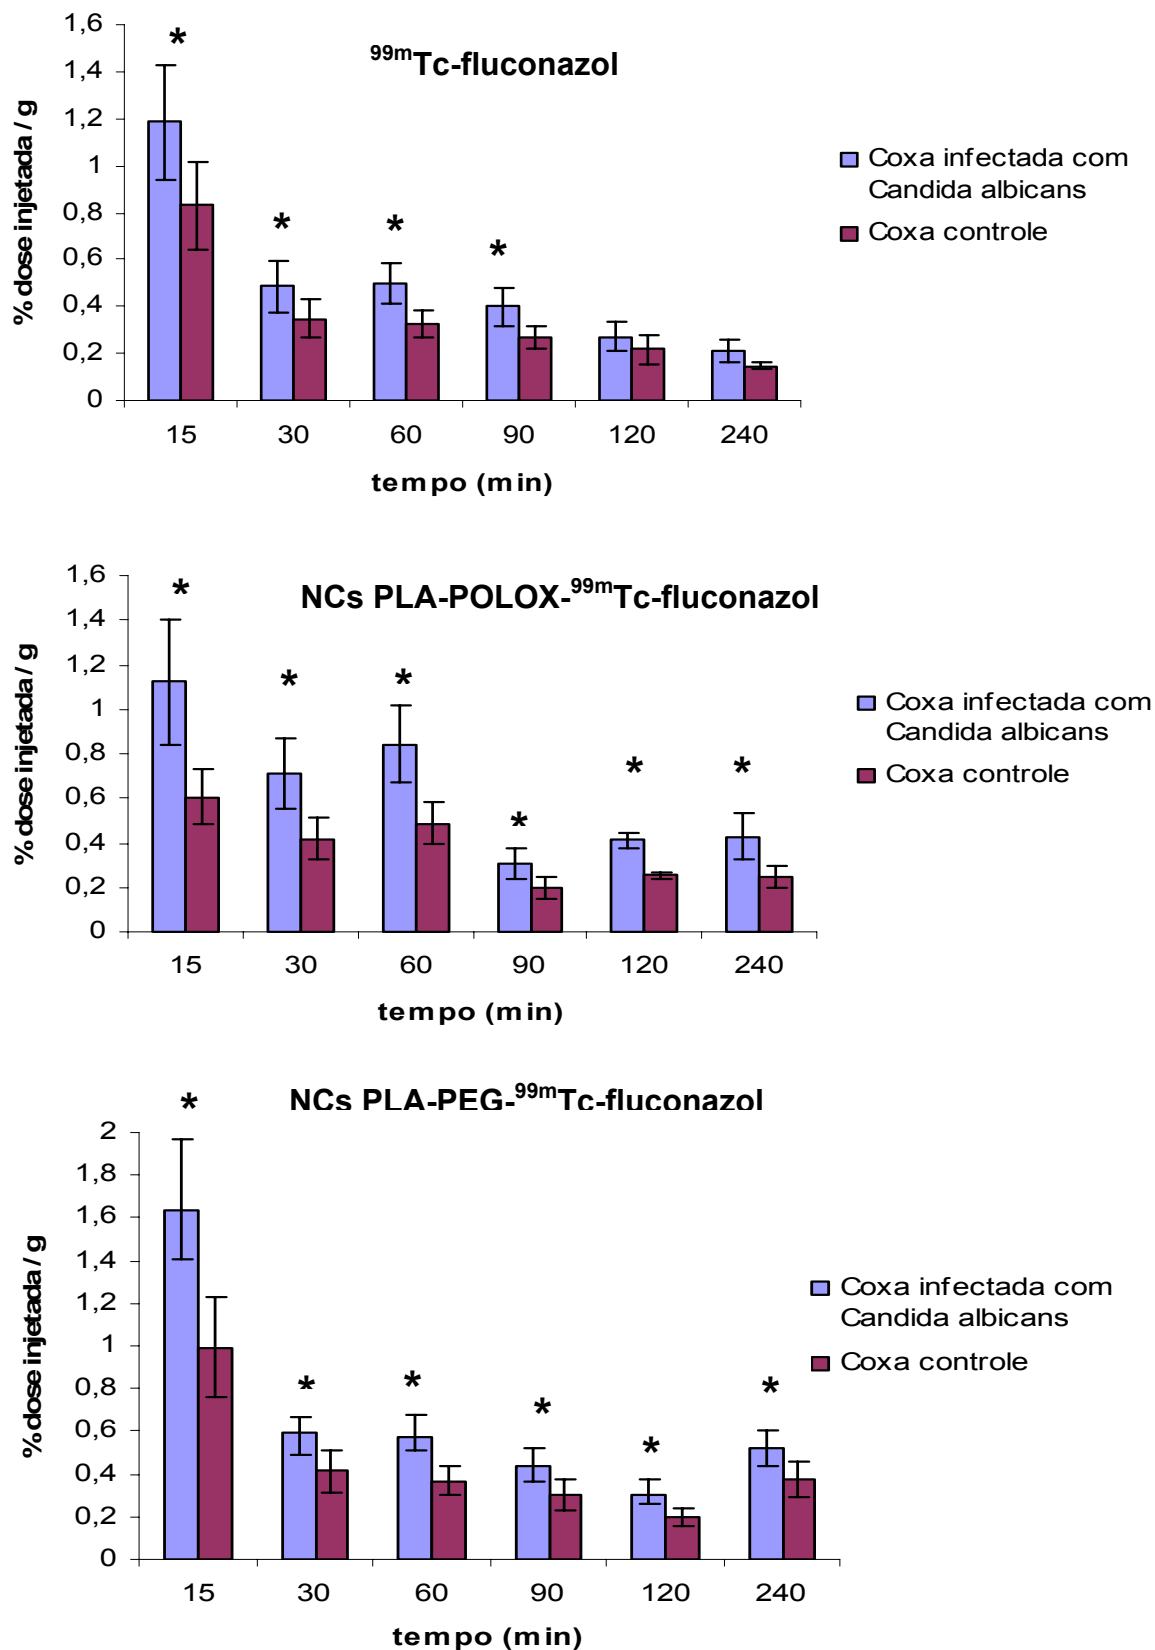 99mTc-fluconazol
*
* * *
1,6
1,4
1,2
1
0,8
0,6
0,4
0,2
0
% dose injetada / g
15 30 60 90 120 240
tempo (min)
Coxa infectada com
Candida albicans
Coxa controle
NCs PLA-POLOX-99mTc-fluconazol
*
* * * * *
1,6
1,4
1,2
1
0,8
0,6
0,4
0,2
0
% dose injetada / g
15 30 60 90 120 240
tempo (min)
Coxa infectada com
Candida albicans
Coxa controle
NCs PLA-PEG-99mTc-fluconazol
*
* * * * *
2
1,8
1,6
1,4
1,2
1
0,8
0,6
0,4
0,2
0
% dose injetada / g
15 30 60 90 120 240
tempo (min)
Coxa infectada com
Candida albicans
Coxa controle